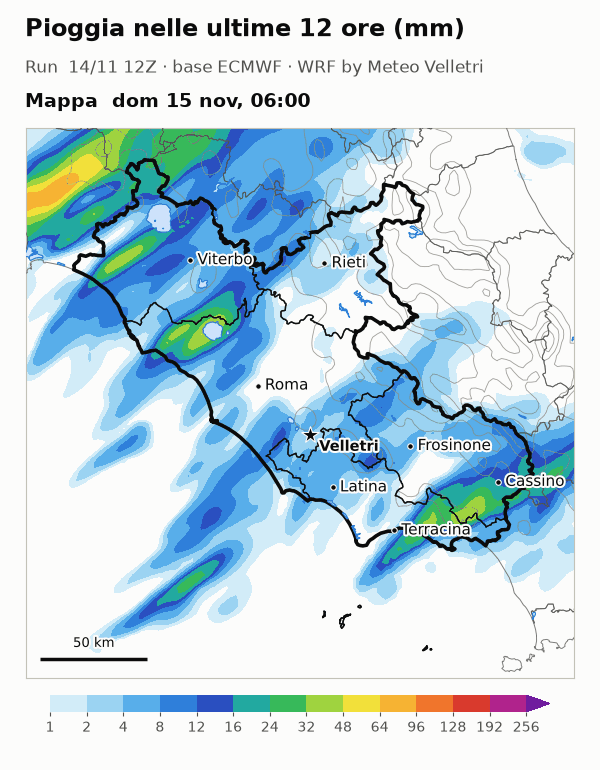 Pioggia nelle ultime 12 ore (mm)
Run 14/11 12Z · base ECMWF · WRF by Meteo Velletri
Mappa dom 15 nov, 06:00
Viterbo
Rieti
Roma
Velletri
Frosinone
Latina
Cassino
Terracina
50 km
1 2 4 8 12 16 24 32 48 64 96 128 192 256